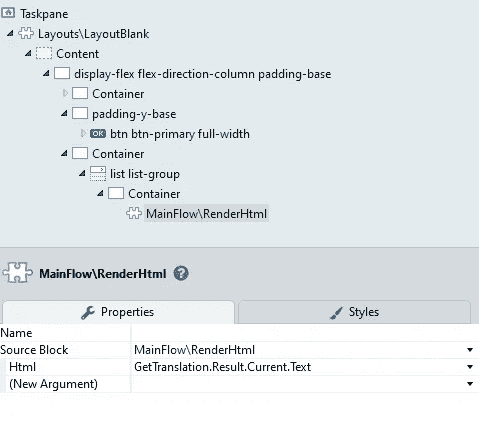 Taskpane
Layouts\LayoutBlank
Content
display-flex flex-direction-column padding-base
Container
padding-y-base
OK btn btn-primary full-width
Container
list list-group
Container
MainFlow\RenderHtml
MainFlow\RenderHtml ?
Properties Styles
Name
Source Block MainFlow\RenderHtml
Html GetTranslation.Result.Current.Text
(New Argument)